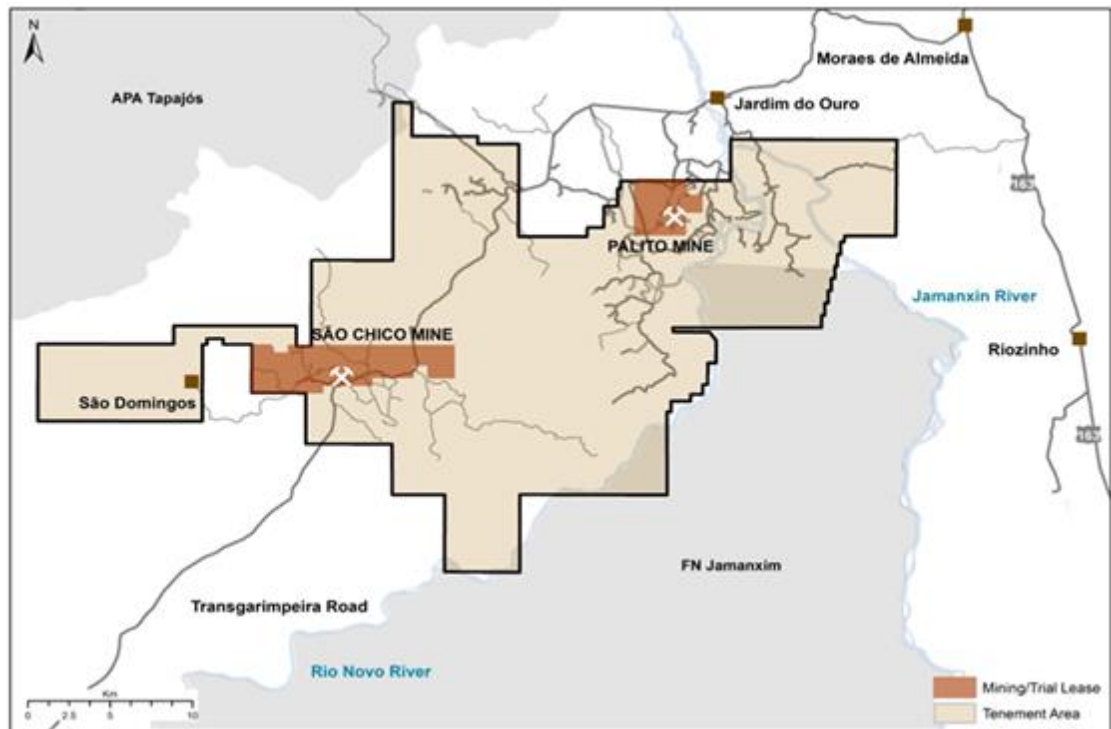 N
Moraes de Almeida
APA Tapajós
Jardim do Ouro
163
PALITO MINE
Jamanxin River
SÃO CHICO MINE
Riozinho
São Domingos
163
FN Jamanxim
Transgarimpeira Road
Rio Novo River
Km
0 2.5 5 10
Mining/Trial Lease
Tenement Area